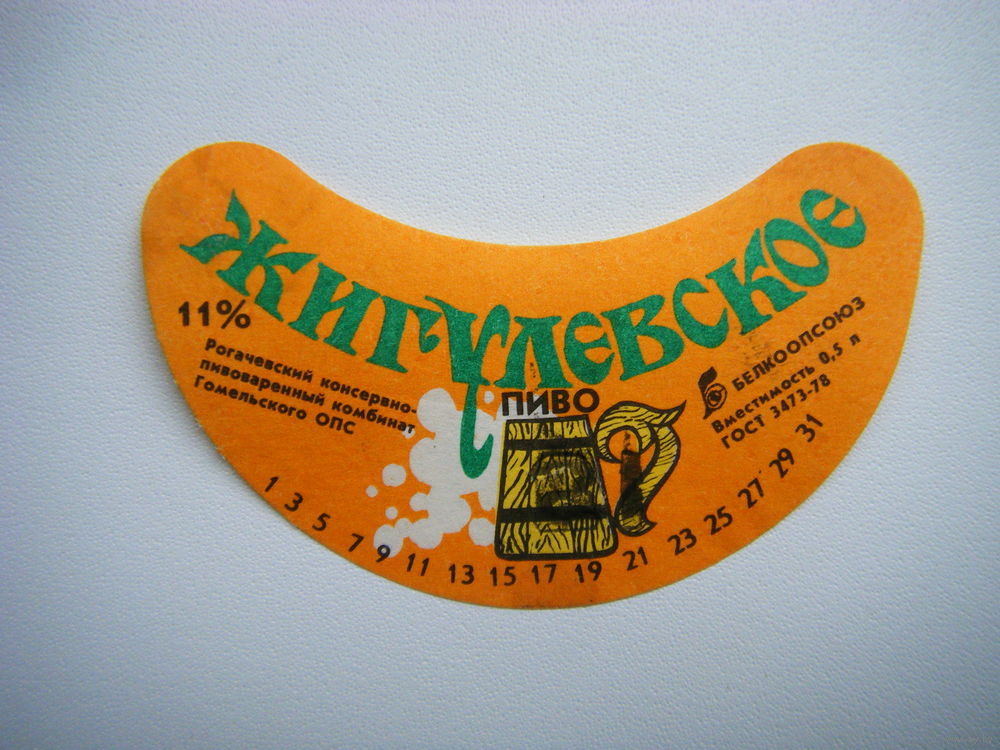 ЖИГУЛЕВСКОЕ
ПИВО
11%
Рогачевский консервно-
пивоваренный комбинат
Гомельского ОПС
БЕЛКООПСОЮЗ
Вместимость 0,5 л
ГОСТ 3473-78
1 3 5 7 9 11 13 15 17 19 21 23 25 27 29 31